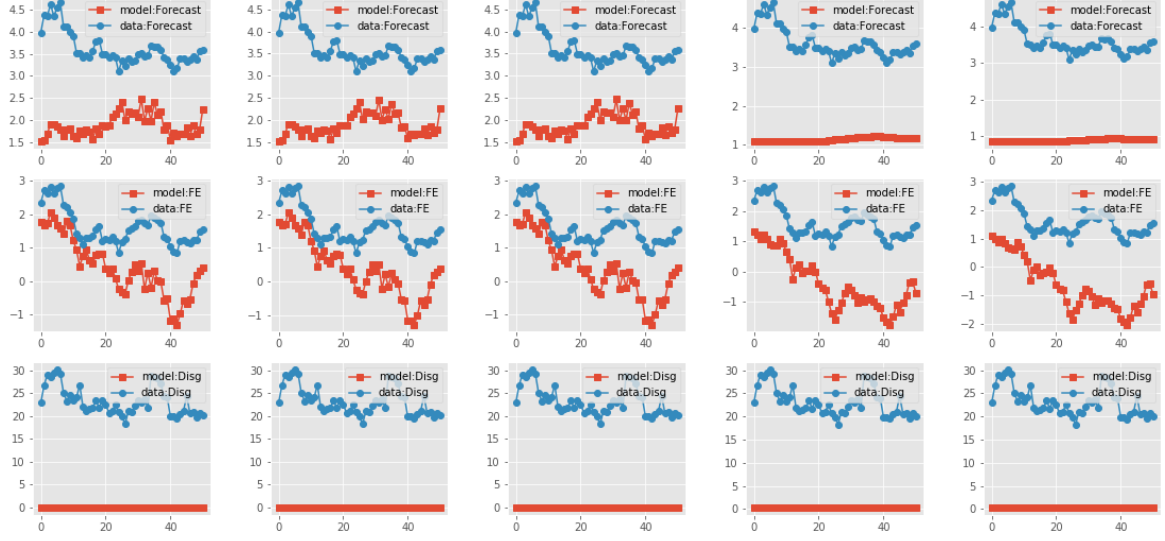 4.5 4.0 3.5 3.0 2.5 2.0 1.5
model:Forecast
data:Forecast
0 20 40
4.5 4.0 3.5 3.0 2.5 2.0 1.5
model:Forecast
data:Forecast
0 20 40
4.5 4.0 3.5 3.0 2.5 2.0 1.5
model:Forecast
data:Forecast
0 20 40
4 3 2 1
model:Forecast
data:Forecast
0 20 40
4 3 2 1
model:Forecast
data:Forecast
0 20 40
3 2 1 0 −1
model:FE
data:FE
0 20 40
3 2 1 0 −1
model:FE
data:FE
0 20 40
3 2 1 0 −1
model:FE
data:FE
0 20 40
3 2 1 0 −1
model:FE
data:FE
0 20 40
3 2 1 0 −1 −2
model:FE
data:FE
0 20 40
30 25 20 15 10 5 0
model:Disg
data:Disg
0 20 40
30 25 20 15 10 5 0
model:Disg
data:Disg
0 20 40
30 25 20 15 10 5 0
model:Disg
data:Disg
0 20 40
30 25 20 15 10 5 0
model:Disg
data:Disg
0 20 40
30 25 20 15 10 5 0
model:Disg
data:Disg
0 20 40